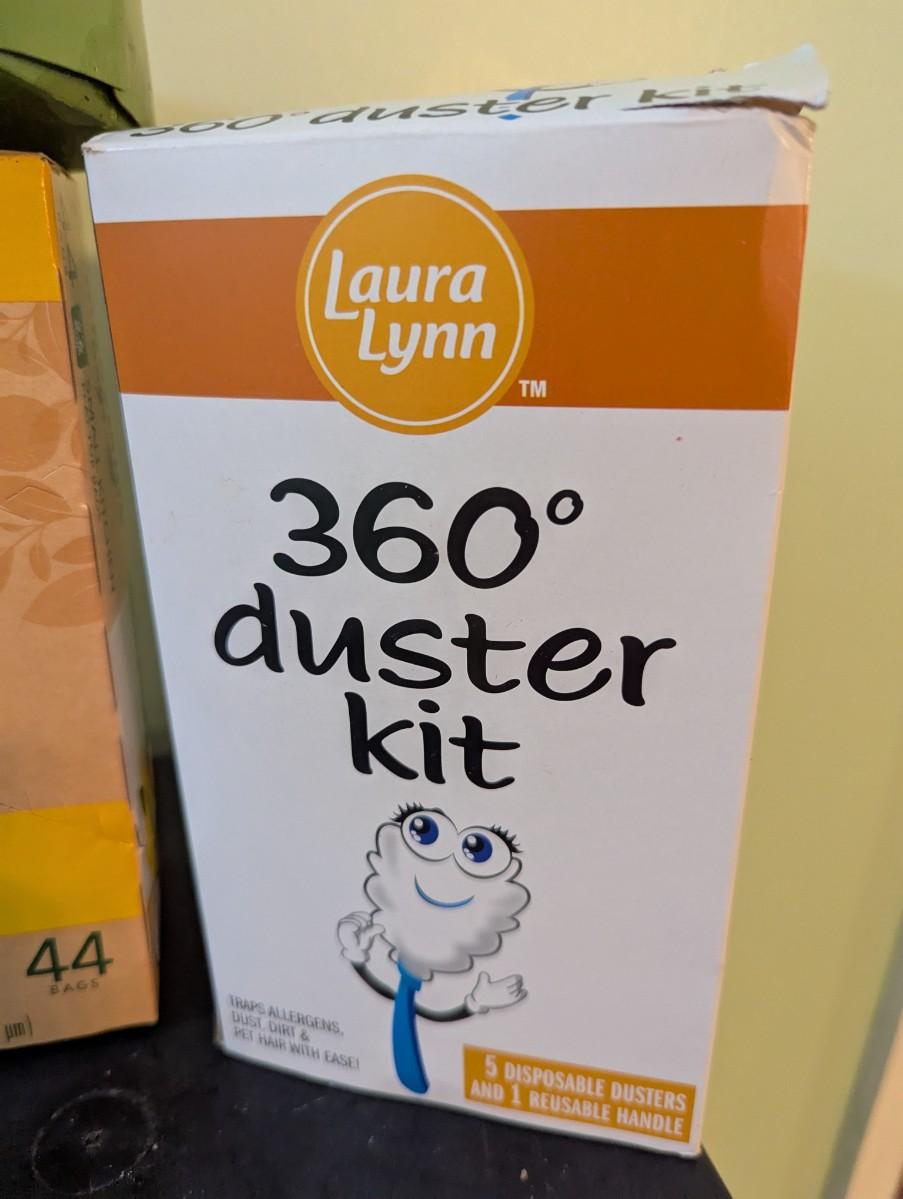 360° duster kit
Laura
Lynn
TM
360°
duster
kit
TRAPS ALLERGENS,
DUST, DIRT &
PET HAIR WITH EASE!
5 DISPOSABLE DUSTERS
AND 1 REUSABLE HANDLE
44
BAGS
μm)